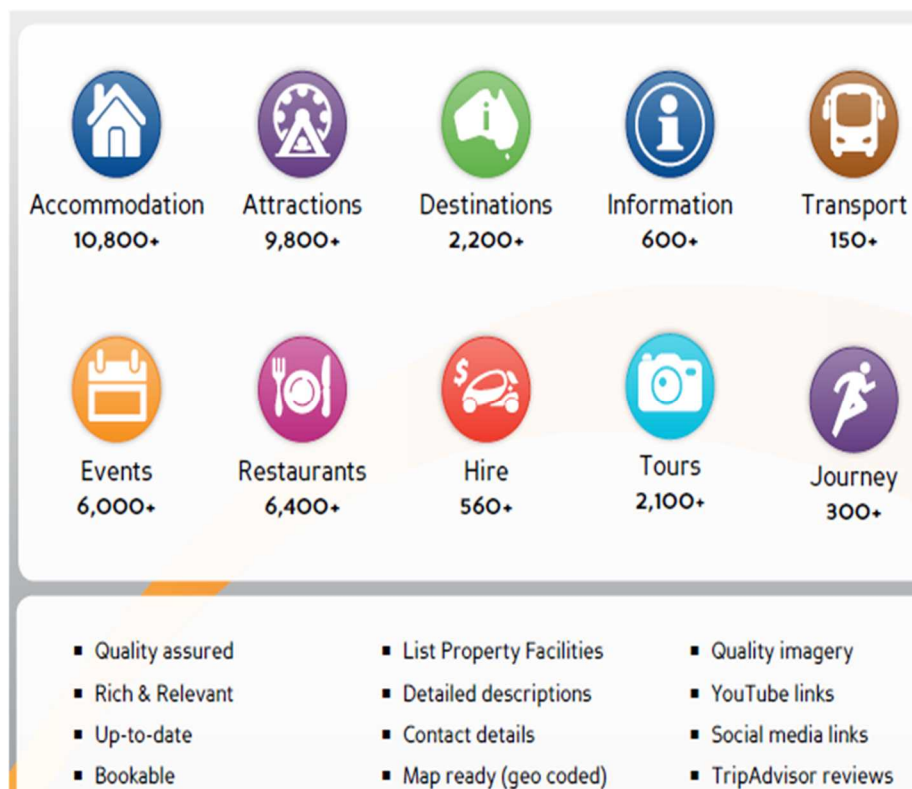 Accommodation Attractions Destinations Information Transport
10,800+ 9,800+ 2,200+ 600+ 150+
i
$
Events Restaurants Hire Tours Journey
6,000+ 6,400+ 560+ 2,100+ 300+
▪ Quality assured ▪ List Property Facilities ▪ Quality imagery
▪ Rich & Relevant ▪ Detailed descriptions ▪ YouTube links
▪ Up-to-date ▪ Contact details ▪ Social media links
▪ Bookable ▪ Map ready (geo coded) ▪ TripAdvisor reviews